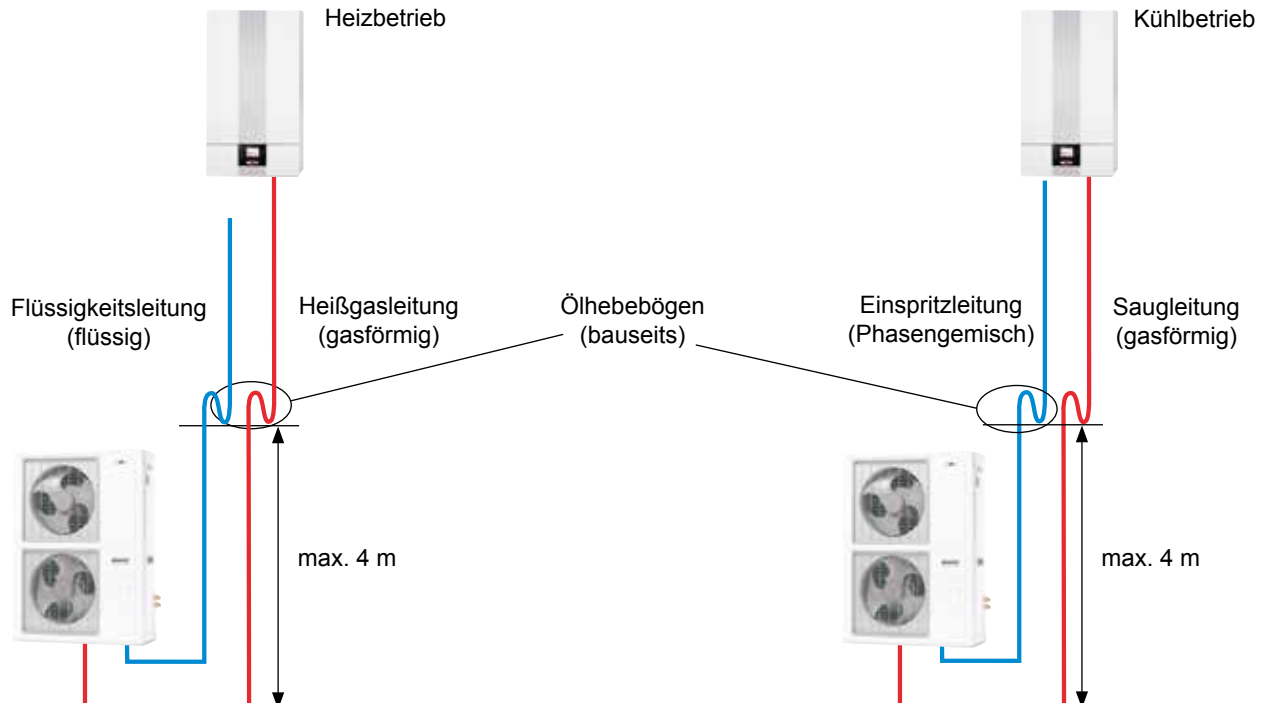 Heizbetrieb
Kühlbetrieb
Flüssigkeitsleitung
(flüssig)
Heißgasleitung
(gasförmig)
Ölhebebögen
(bauseits)
Einspritzleitung
(Phasengemisch)
Saugleitung
(gasförmig)
max. 4 m
max. 4 m